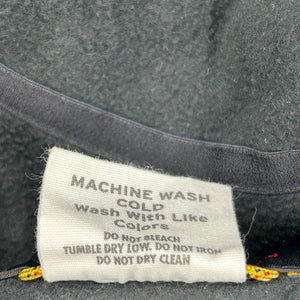 MACHINE WASH
COLD
Wash With Like
Colors
DO NOT BLEACH
TUMBLE DRY LOW. DO NOT IRON
DO NOT DRY CLEAN